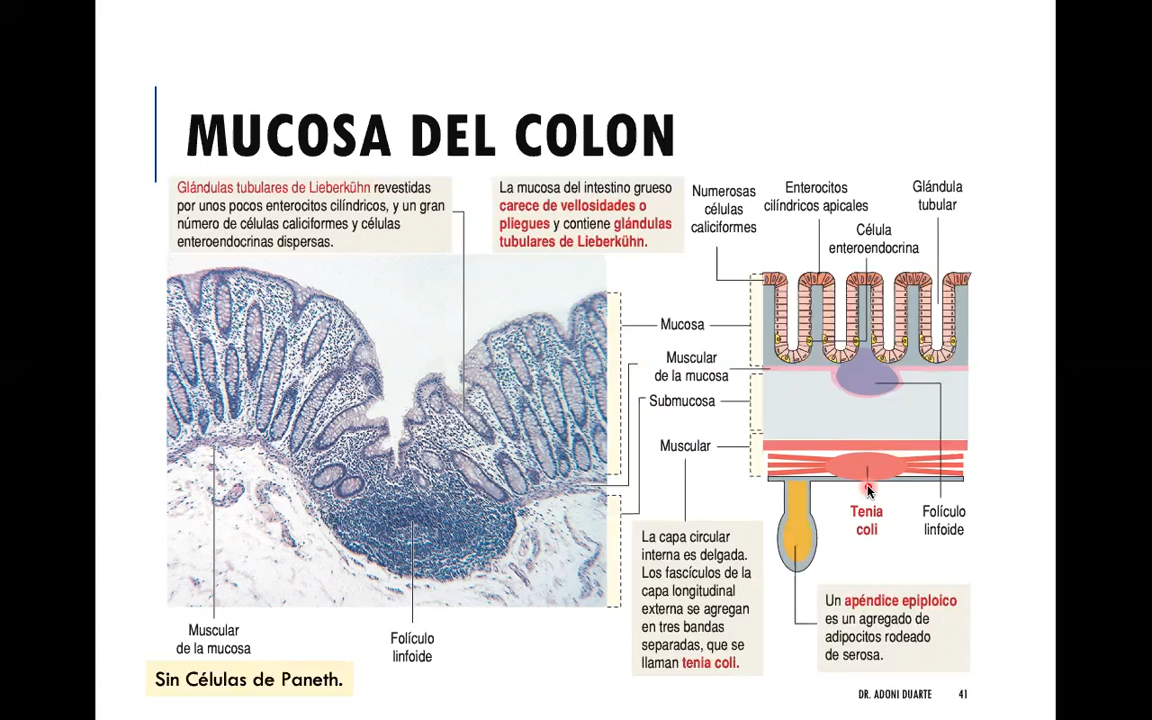 MUCOSA DEL COLON
Glándulas tubulares de Lieberkühn revestidas
por unos pocos enterocitos cilíndricos, y un gran
número de células caliciformes y células
enteroendocrinas dispersas.
La mucosa del intestino grueso
carece de vellosidades o
pliegues y contiene glándulas
tubulares de Lieberkühn.
Numerosas
células
caliciformes
Enterocitos
cilíndricos apicales
Célula
enteroendocrina
Glándula
tubular
Mucosa
Muscular
de la mucosa
Submucosa
Muscular
Tenia
coli
Folículo
linfoide
La capa circular
interna es delgada.
Los fascículos de la
capa longitudinal
externa se agregan
en tres bandas
separadas, que se
llaman tenia coli.
Un apéndice epiploico
es un agregado de
adipocitos rodeado
de serosa.
Muscular
de la mucosa
Folículo
linfoide
Sin Células de Paneth.
DR. ADONI DUARTE
41